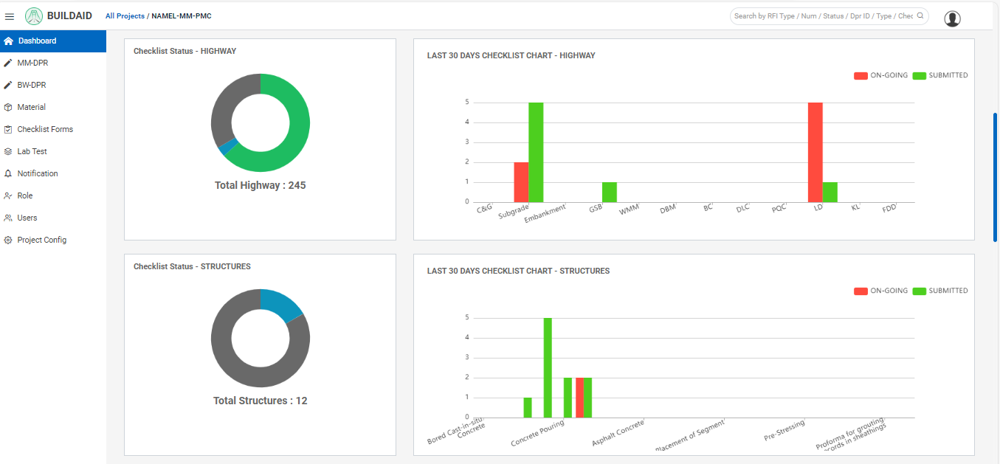 BUILDAID
All Projects / NAMEL-MM-PMC
Search by RFI Type / Num / Status / Dpr ID / Type / Chec
Dashboard
MM-DPR
BW-DPR
Material
Checklist Forms
Lab Test
Notification
Role
Users
Project Config
Checklist Status - HIGHWAY
Total Highway : 245
LAST 30 DAYS CHECKLIST CHART - HIGHWAY
ON-GOING SUBMITTED
5
4
3
2
1
0
C&G Subgrade Embankment GSB WMM DBM BC DLC PQC LD KL FDD
Checklist Status - STRUCTURES
Total Structures : 12
LAST 30 DAYS CHECKLIST CHART - STRUCTURES
ON-GOING SUBMITTED
5
4
3
2
1
0
Bored Cast-in-situ
Concrete
Concrete Pouring
Asphalt Concrete
Placement of Segment
Pre-Stressing
Proforma for grouting
cords in sheathings